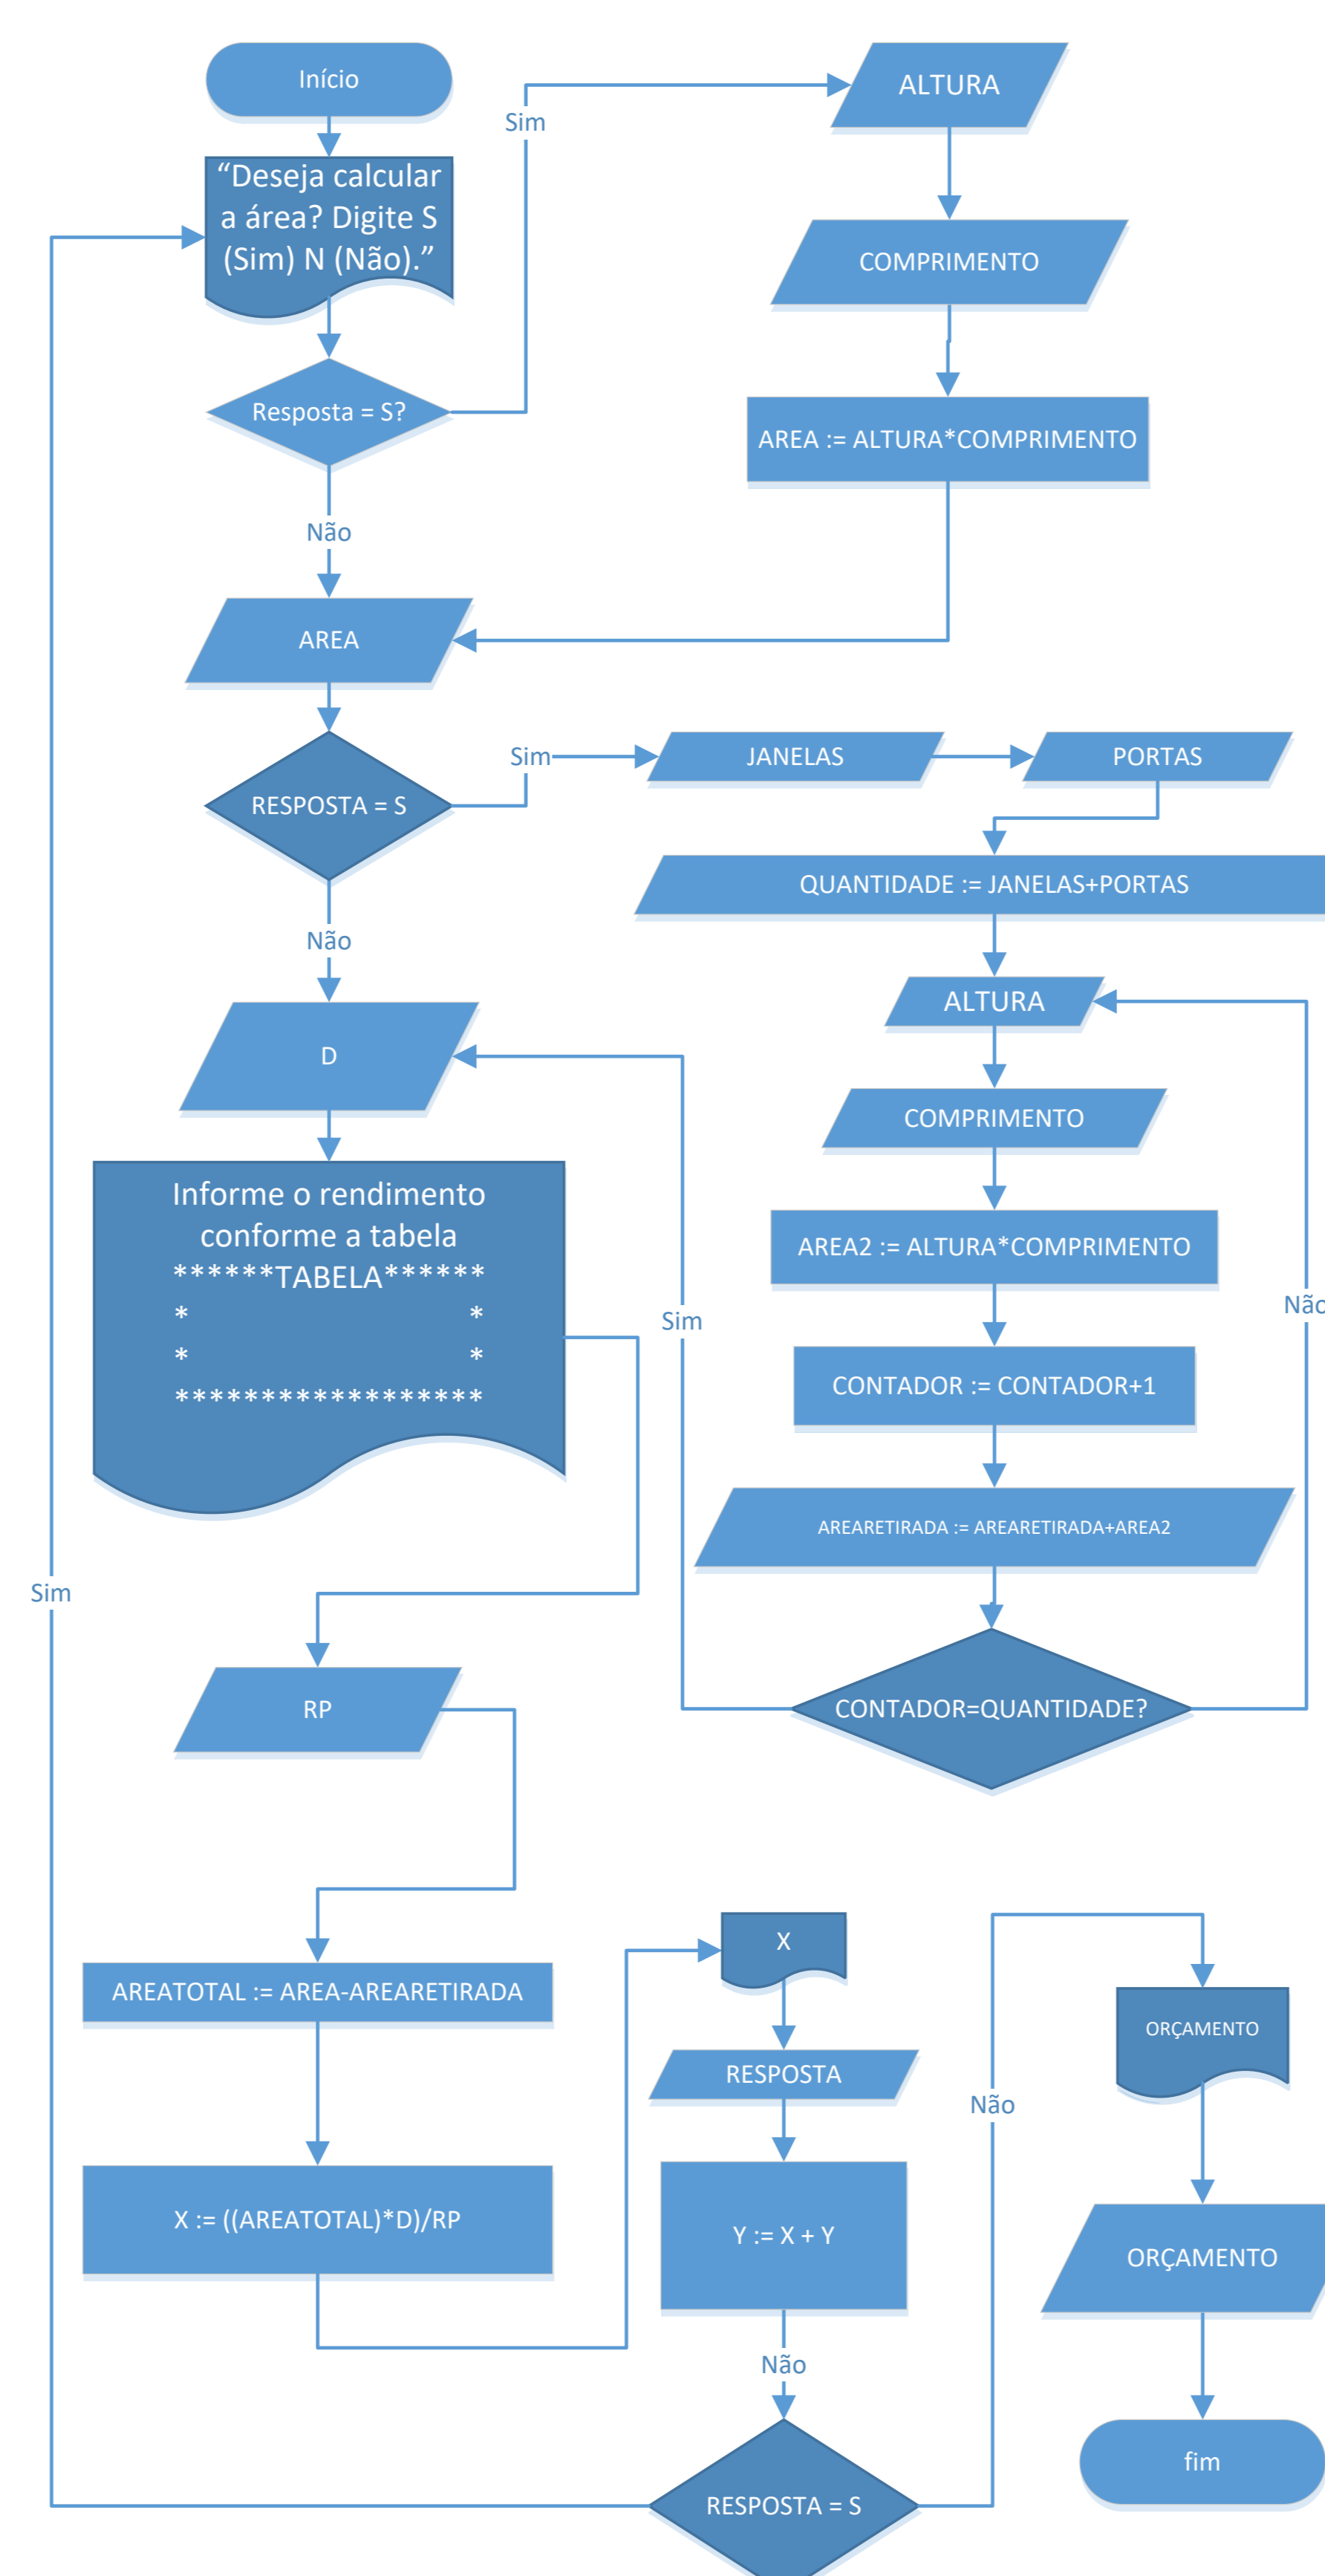 Início
“Deseja calcular
a área? Digite S
(Sim) N (Não).”
Resposta = S?
Sim
ALTURA
COMPRIMENTO
AREA := ALTURA*COMPRIMENTO
Não
AREA
RESPOSTA = S
Sim
JANELAS
PORTAS
QUANTIDADE := JANELAS+PORTAS
ALTURA
COMPRIMENTO
AREA2 := ALTURA*COMPRIMENTO
CONTADOR := CONTADOR+1
AREARETIRADA := AREARETIRADA+AREA2
CONTADOR=QUANTIDADE?
Não
Sim
Não
D
Informe o rendimento
conforme a tabela
******TABELA******
* *
* *
******************
RP
AREATOTAL := AREA-AREARETIRADA
X := ((AREATOTAL)*D)/RP
X
RESPOSTA
Y := X + Y
Não
RESPOSTA = S
Sim
Não
ORÇAMENTO
ORÇAMENTO
fim